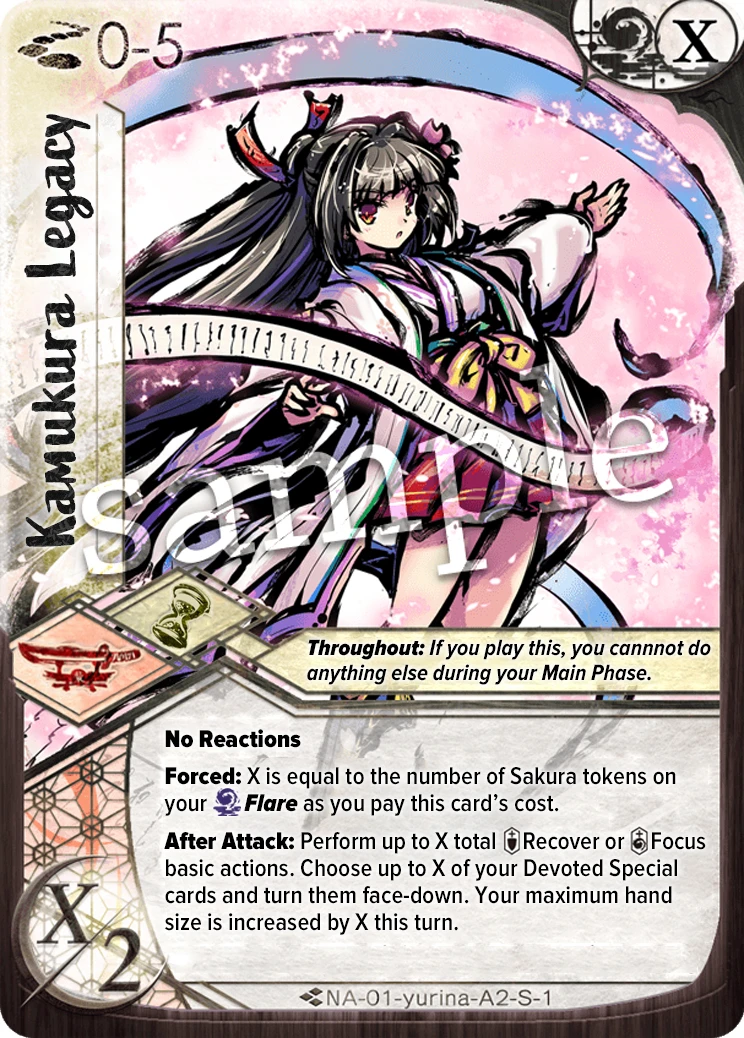 0-5
X
Kamukura Legacy
sample
Throughout: If you play this, you cannnot do
anything else during your Main Phase.
No Reactions
Forced: X is equal to the number of Sakura tokens on
your Flare as you pay this card's cost.
After Attack: Perform up to X total Recover or Focus
basic actions. Choose up to X of your Devoted Special
cards and turn them face-down. Your maximum hand
size is increased by X this turn.
X/2
NA-01-yurina-A2-S-1